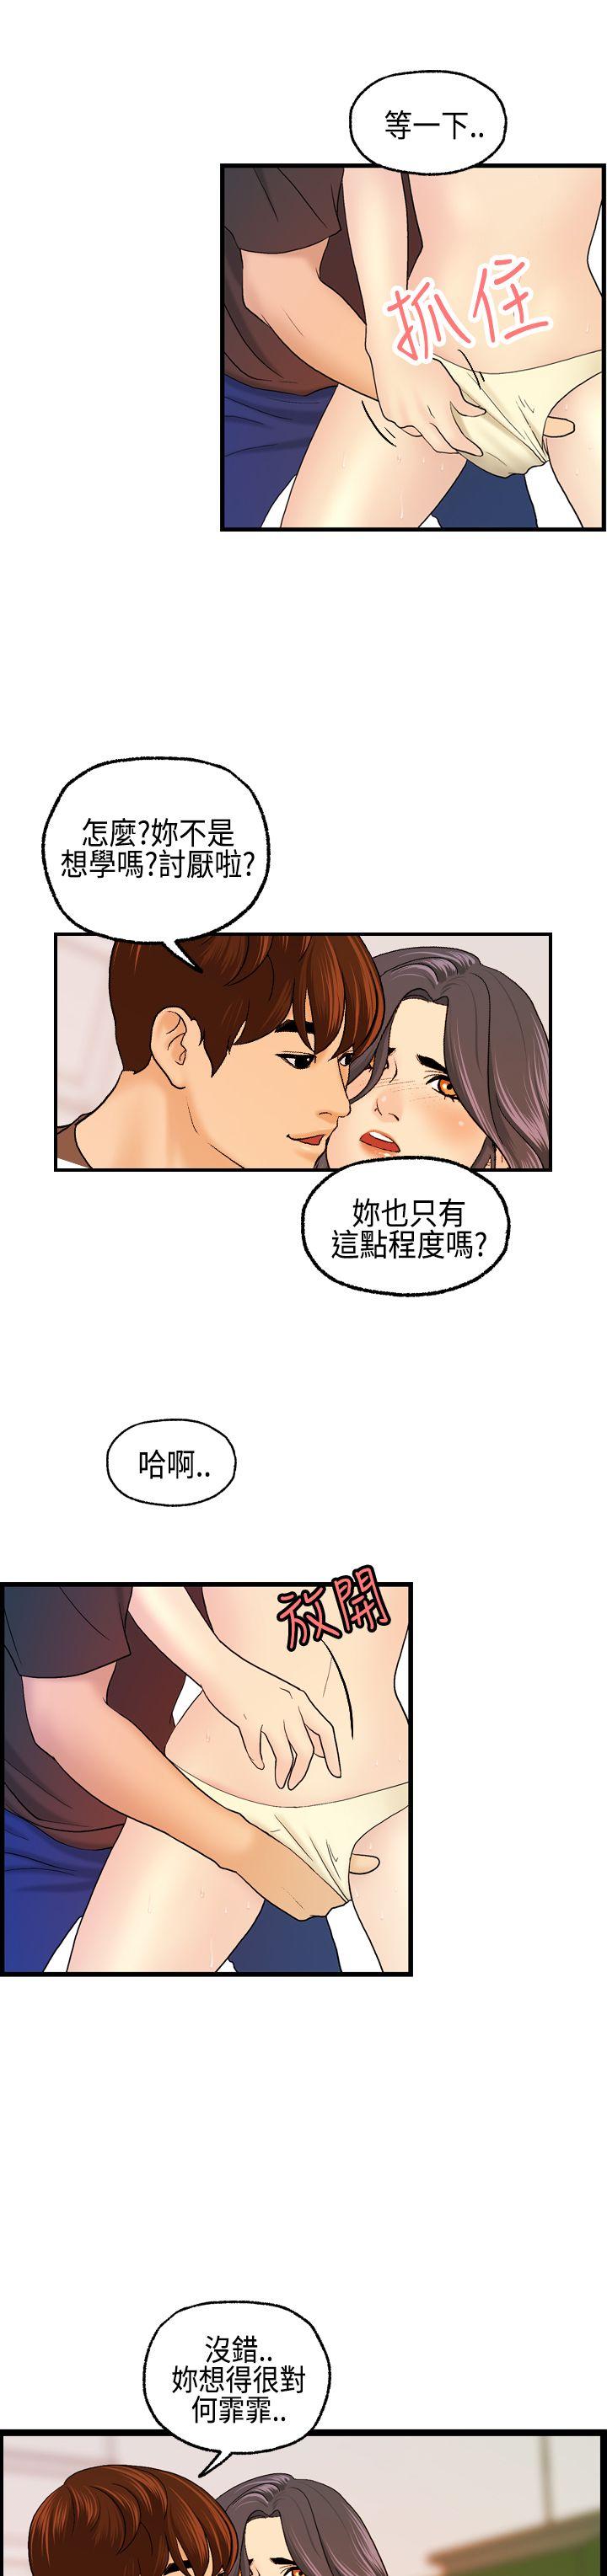 等一下..
抓住
怎麼?妳不是
想學嗎?討厭啦?
妳也只有
這點程度嗎?
哈啊..
放開
沒錯..
妳想得很對
何霏霏..